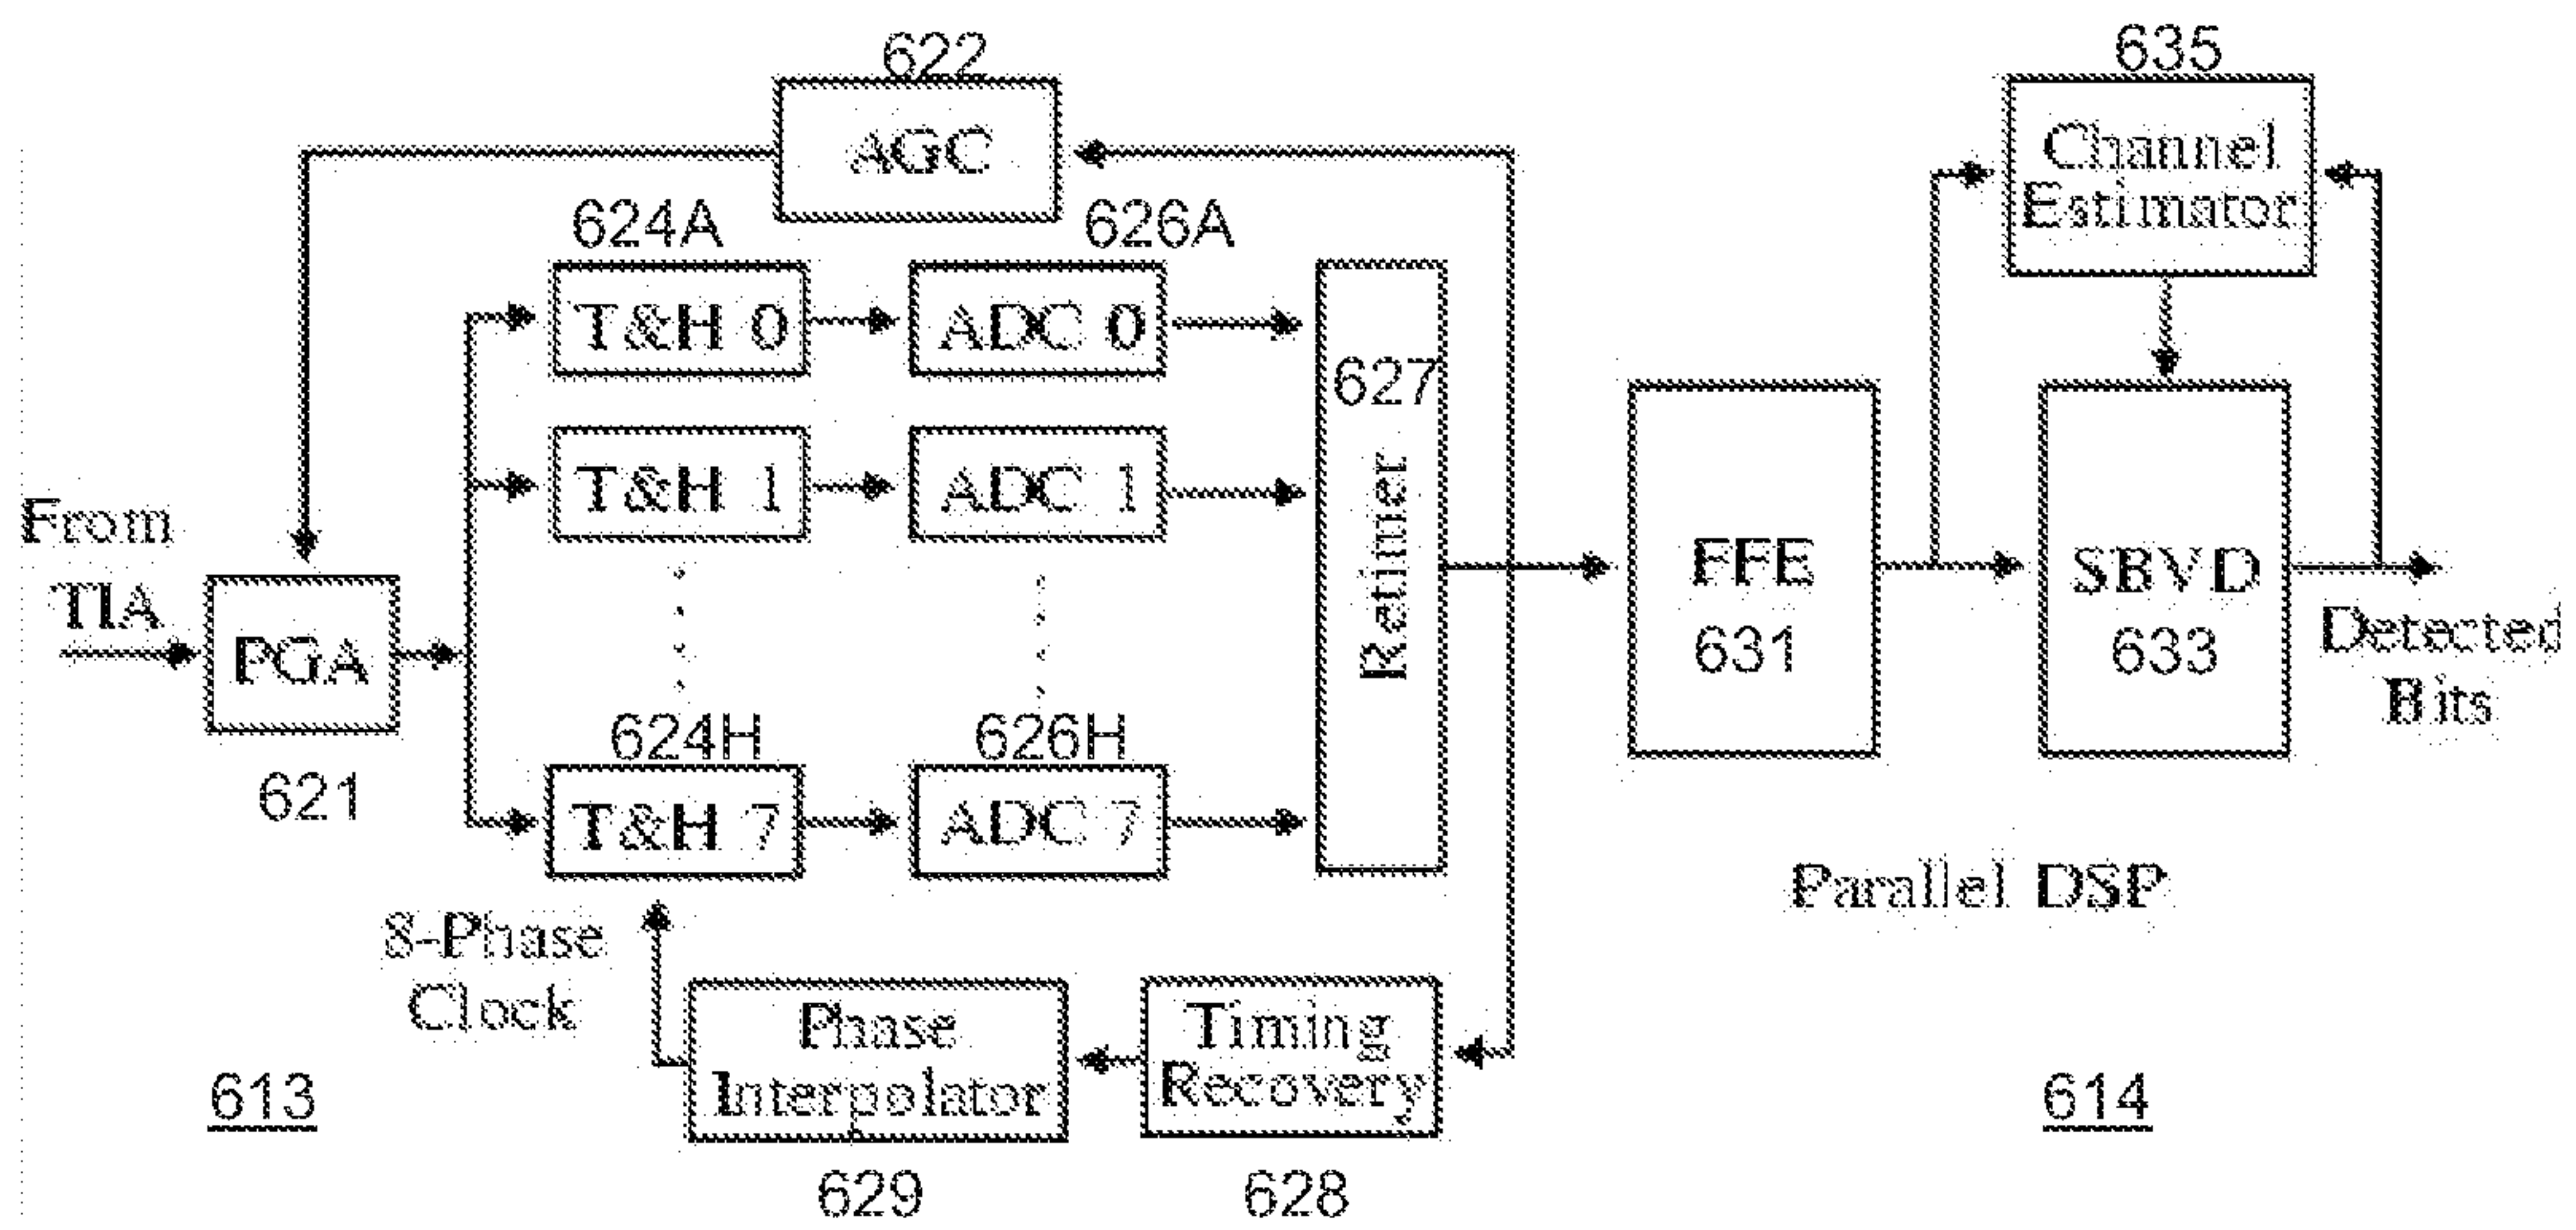 622
AGC
635
Channel
Estimator
624A
626A
T&H 0
ADC 0
627
Retimer
T&H 1
ADC 1
From
TIA
PGA
621
FFE
631
SBVD
633
Detected
Bits
624H
626H
T&H 7
ADC 7
Parallel DSP
8-Phase
Clock
Phase
Interpolator
629
Timing
Recovery
628
613
614